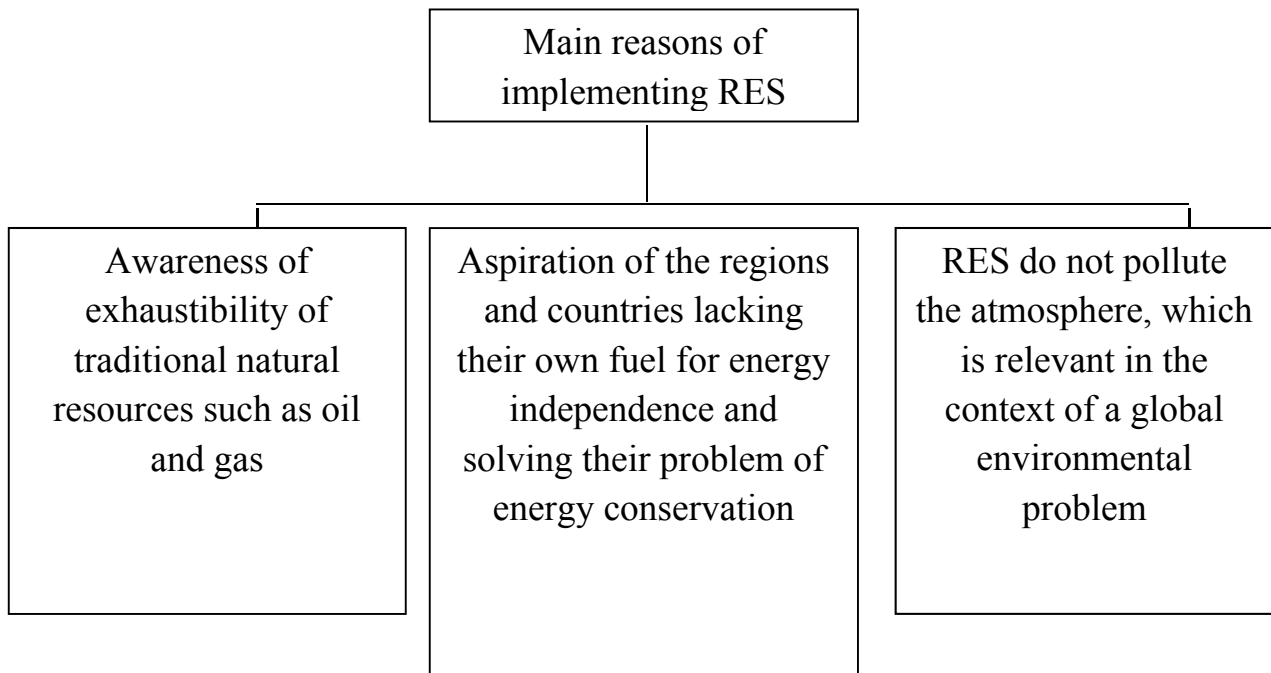 Main reasons of
implementing RES
Awareness of
exhaustibility of
traditional natural
resources such as oil
and gas
Aspiration of the regions
and countries lacking
their own fuel for energy
independence and
solving their problem of
energy conservation
RES do not pollute
the atmosphere, which
is relevant in the
context of a global
environmental
problem